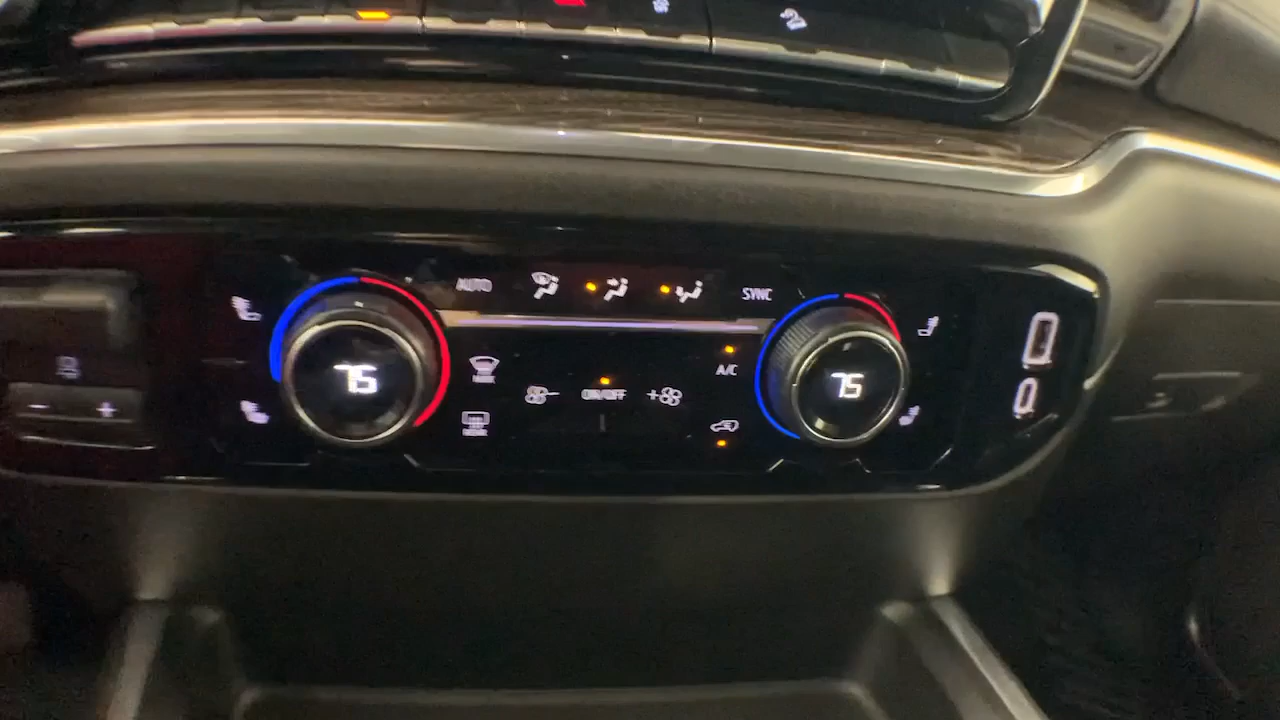 AUTO
SYNC
75
75
A/C
ON/OFF
- +
- +